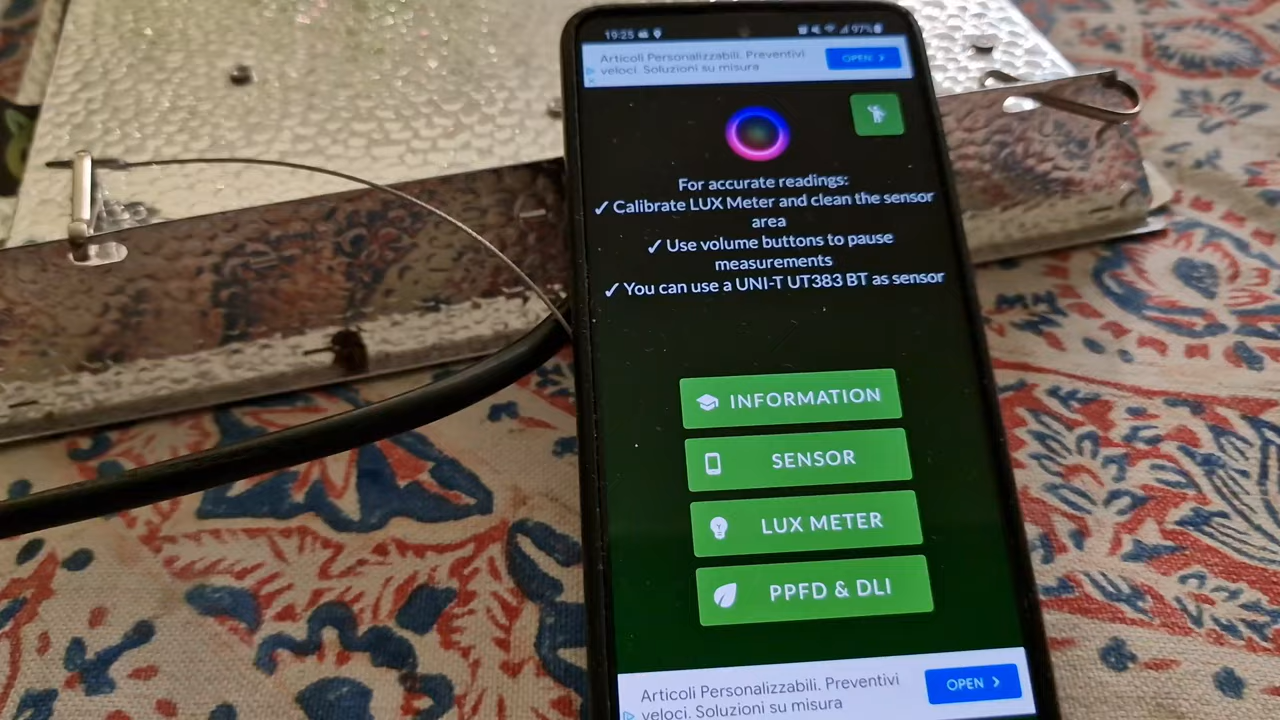 19:25
97%
Articoli Personalizzabili. Preventivi
veloci. Soluzioni su misura
OPEN
For accurate readings:
✓ Calibrate LUX Meter and clean the sensor
area
✓ Use volume buttons to pause
measurements
✓ You can use a UNI-T UT383 BT as sensor
INFORMATION
SENSOR
LUX METER
PPFD & DLI
Articoli Personalizzabili. Preventivi
veloci. Soluzioni su misura
OPEN